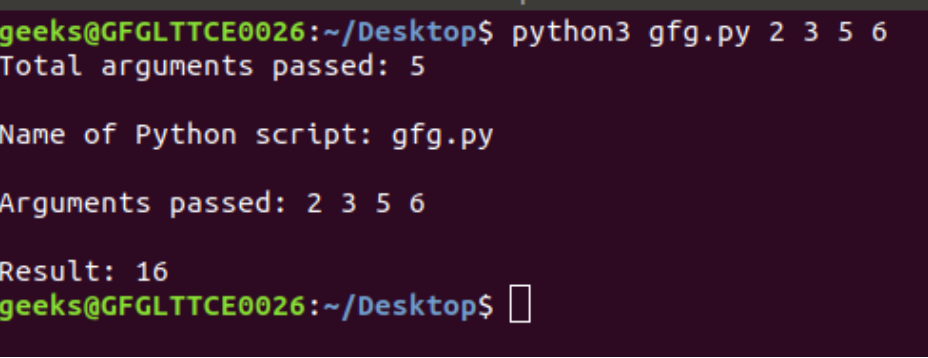 geeks@GFGLTTCE0026:~/Desktop$ python3 gfg.py 2 3 5 6
Total arguments passed: 5
Name of Python script: gfg.py
Arguments passed: 2 3 5 6
Result: 16
geeks@GFGLTTCE0026:~/Desktop$